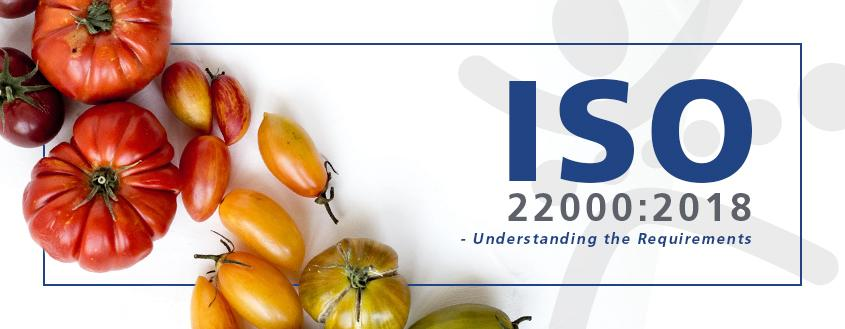 ISO
22000:2018
- Understanding the Requirements